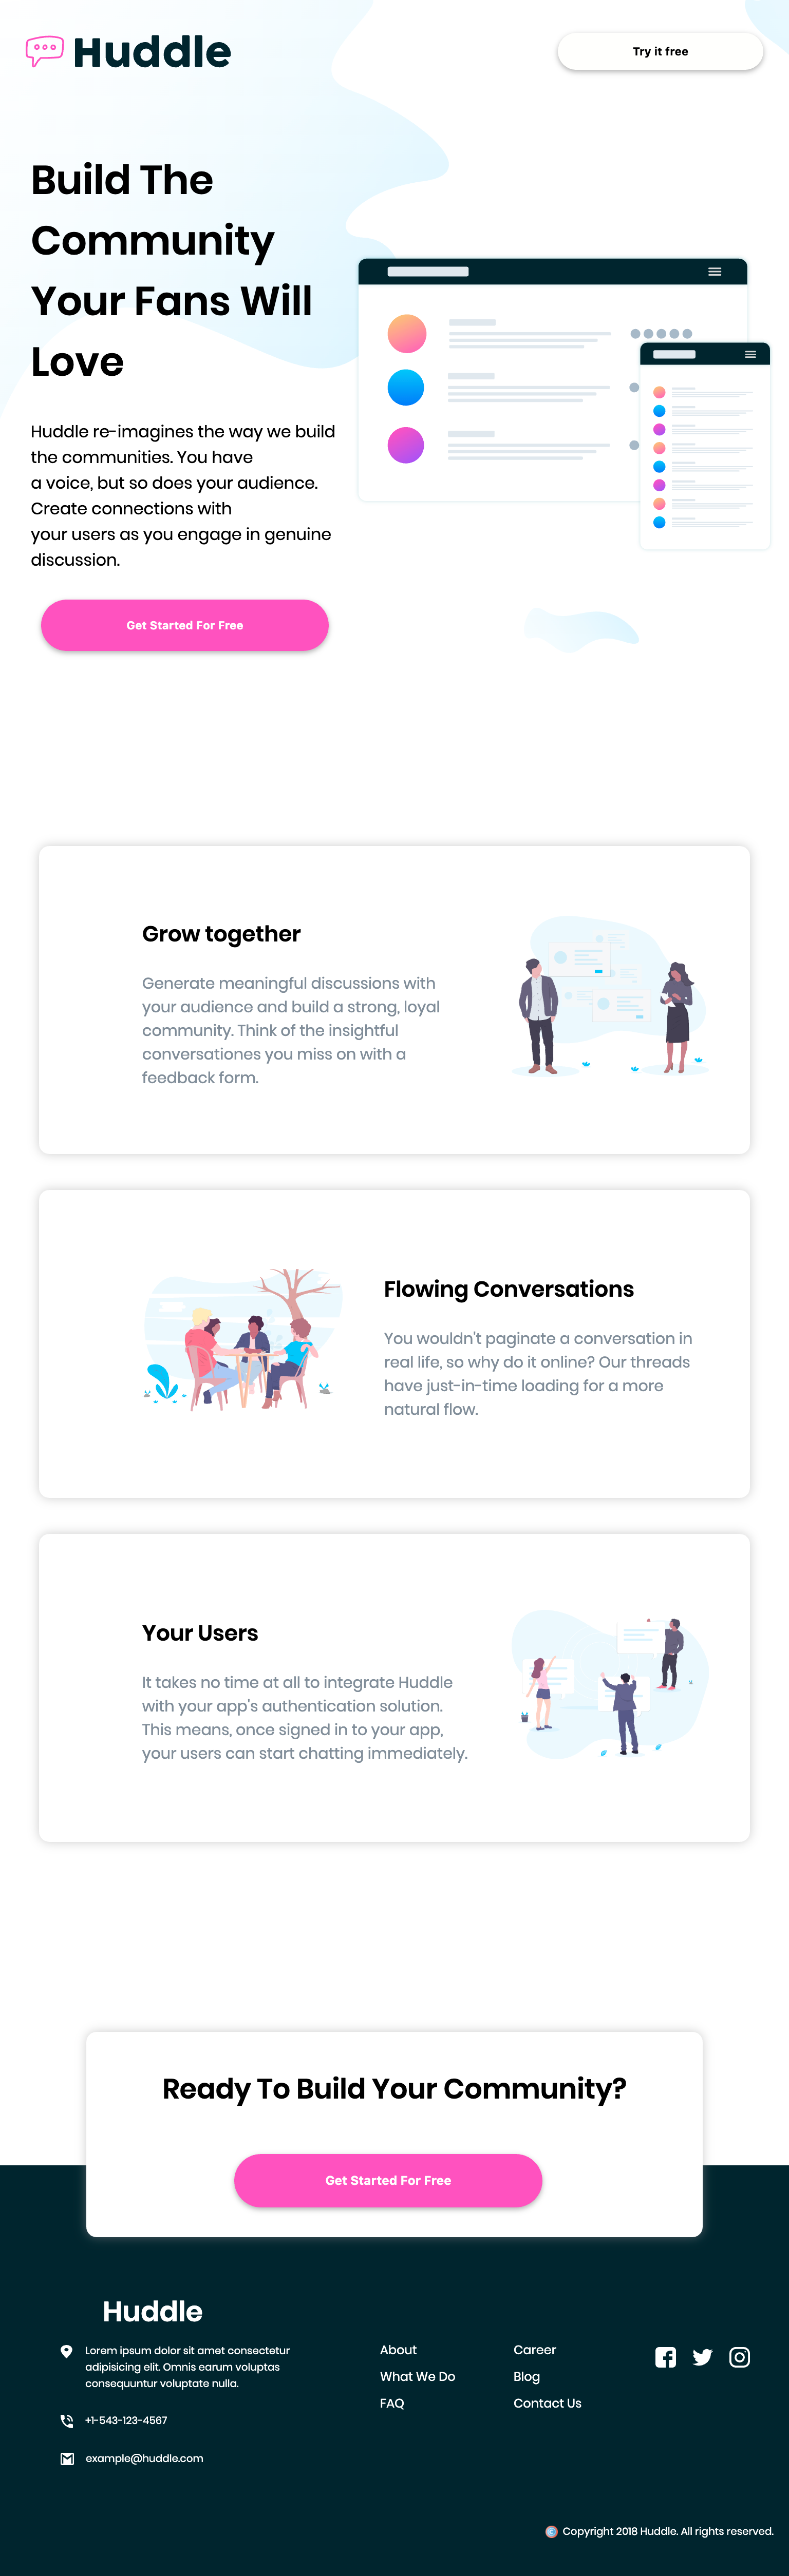 Huddle
Try it free
Build The
Community
Your Fans Will
Love
Huddle re-imagines the way we build
the communities. You have
a voice, but so does your audience.
Create connections with
your users as you engage in genuine
discussion.
Get Started For Free
Grow together
Generate meaningful discussions with
your audience and build a strong, loyal
community. Think of the insightful
conversationes you miss on with a
feedback form.
Flowing Conversations
You wouldn't paginate a conversation in
real life, so why do it online? Our threads
have just-in-time loading for a more
natural flow.
Your Users
It takes no time at all to integrate Huddle
with your app's authentication solution.
This means, once signed in to your app,
your users can start chatting immediately.
Ready To Build Your Community?
Get Started For Free
Huddle
Lorem ipsum dolor sit amet consectetur
adipisicing elit. Omnis earum voluptas
consequuntur voluptate nulla.
+1-543-123-4567
example@huddle.com
About
What We Do
FAQ
Career
Blog
Contact Us
Copyright 2018 Huddle. All rights reserved.